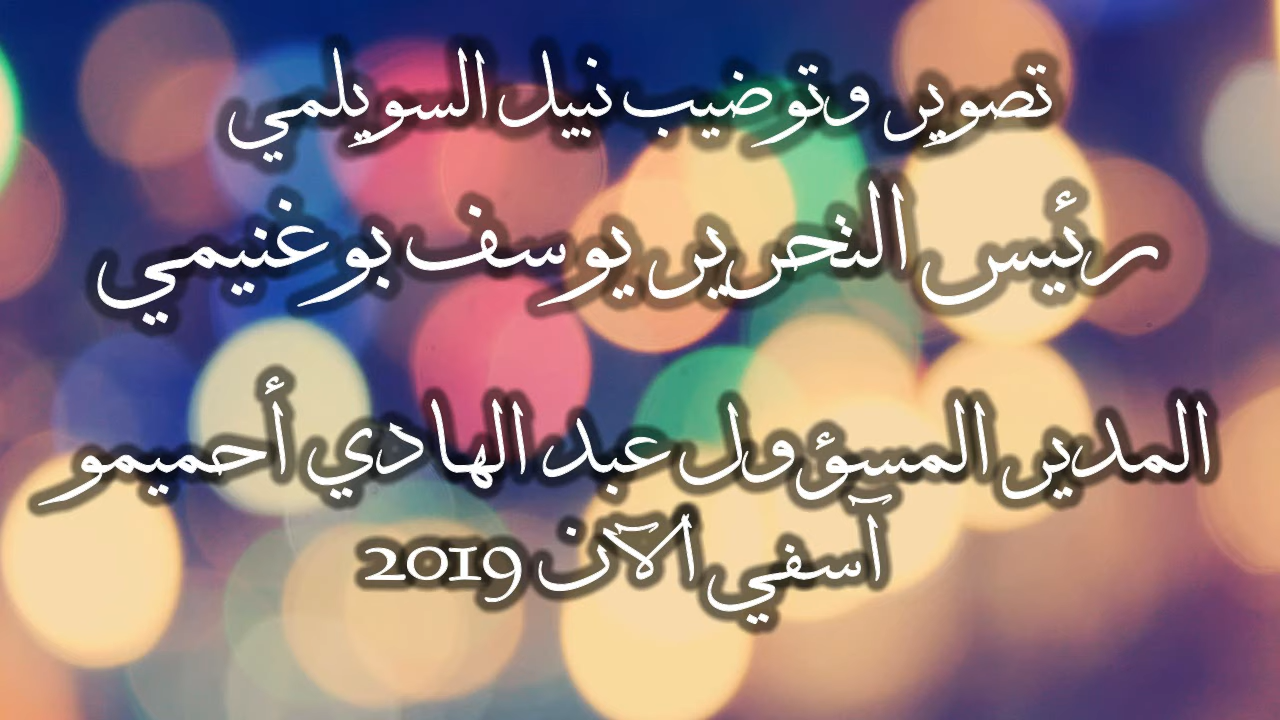 تصوير وتوضيب نبيل السويلمي
رئيس التحرير يوسف بوغنيمي
المدير المسؤول عبد الهادي أحميمو
آسفي الآن 2019